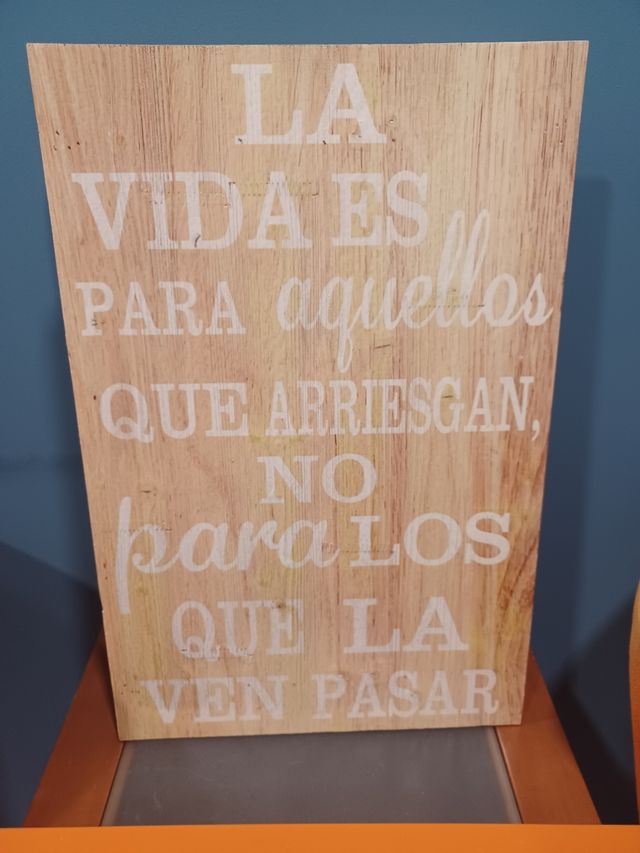 LA
VIDA ES
PARA aquellos
QUE ARRIESGAN,
NO
para LOS
QUE LA
VEN PASAR